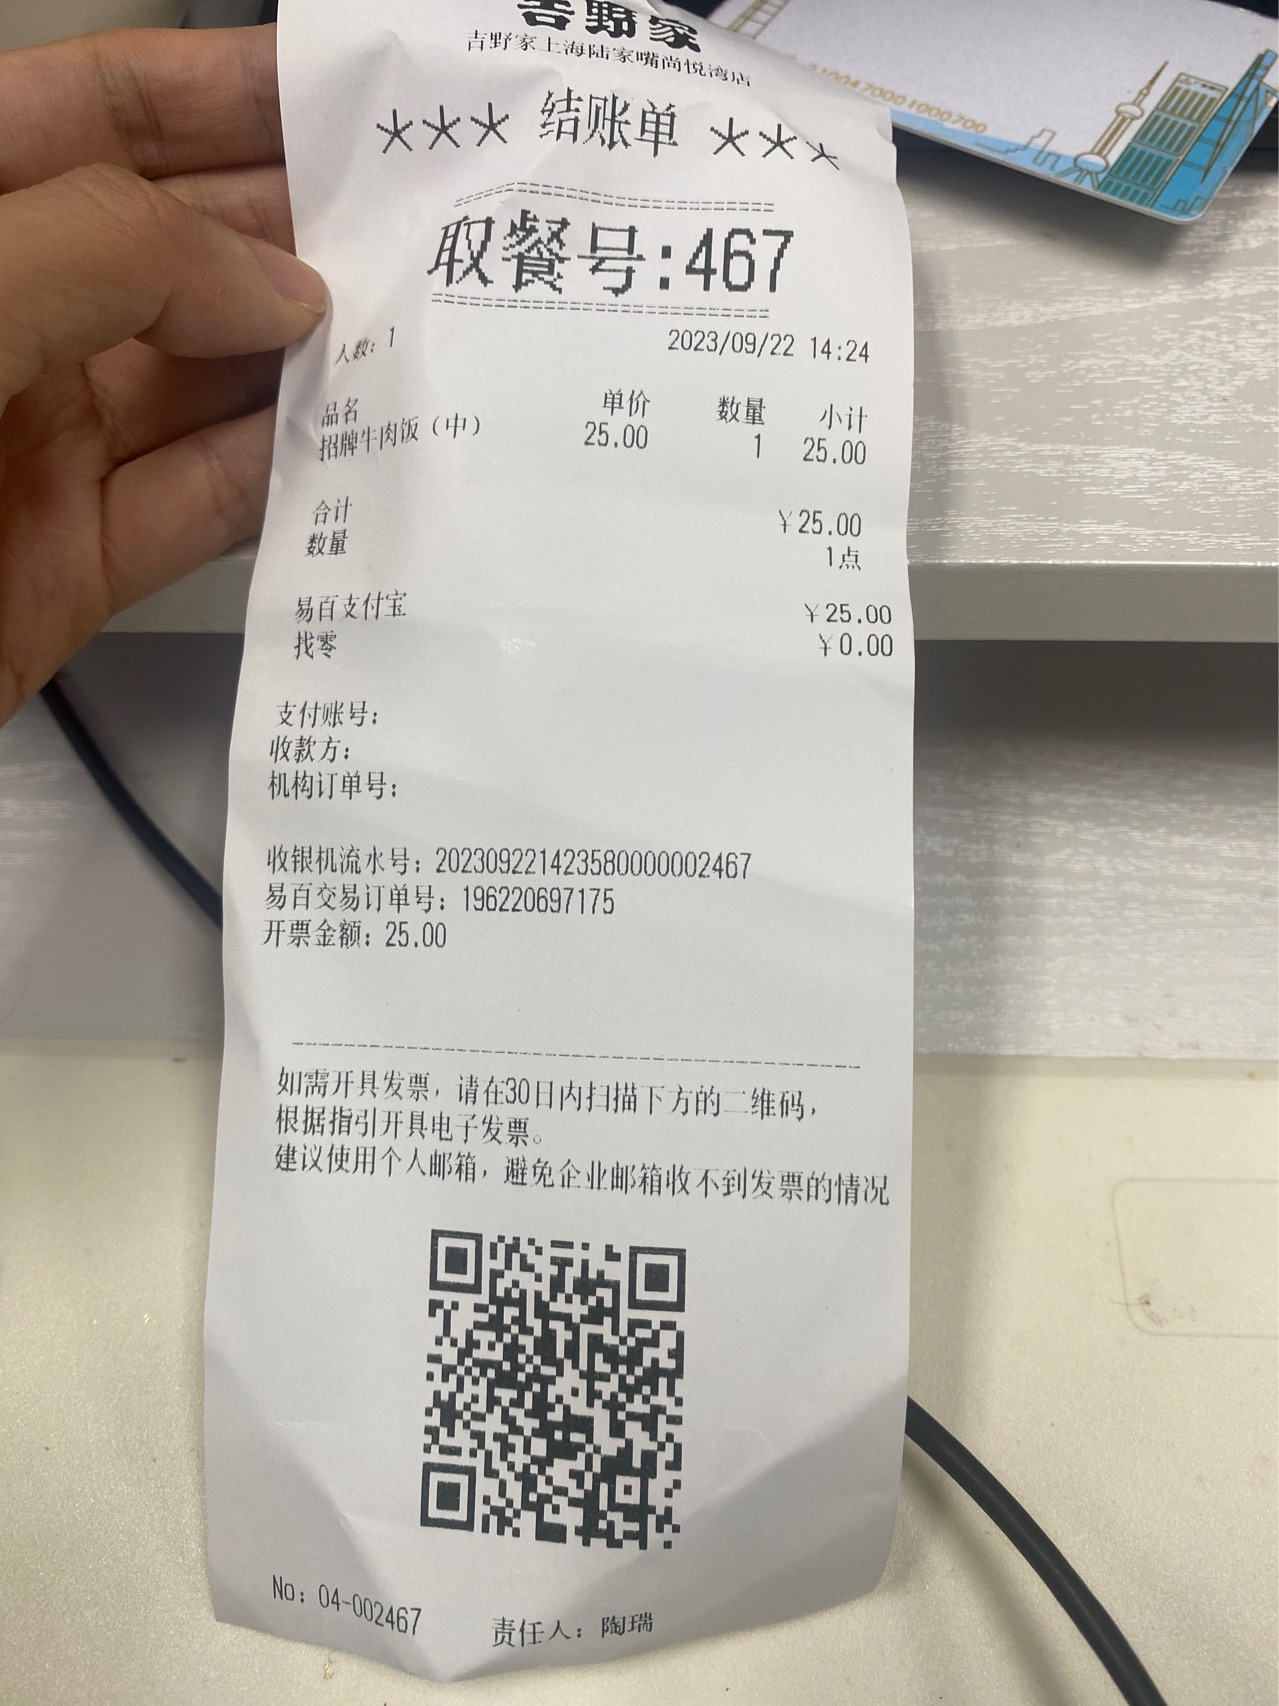 吉野家
吉野家上海陆家嘴尚悦湾店
*** 结账单 ***
取餐号:467
人数: 1 2023/09/22 14:24
品名 单价 数量 小计
招牌牛肉饭（中） 25.00 1 25.00
合计 ￥25.00
数量 1点
易百支付宝 ￥25.00
找零 ￥0.00
支付账号:
收款方:
机构订单号:
收银机流水号: 2023092214235800000002467
易百交易订单号: 196220697175
开票金额: 25.00
如需开具发票，请在30日内扫描下方的二维码，
根据指引开具电子发票。
建议使用个人邮箱，避免企业邮箱收不到发票的情况
No: 04-002467 责任人: 陶瑞